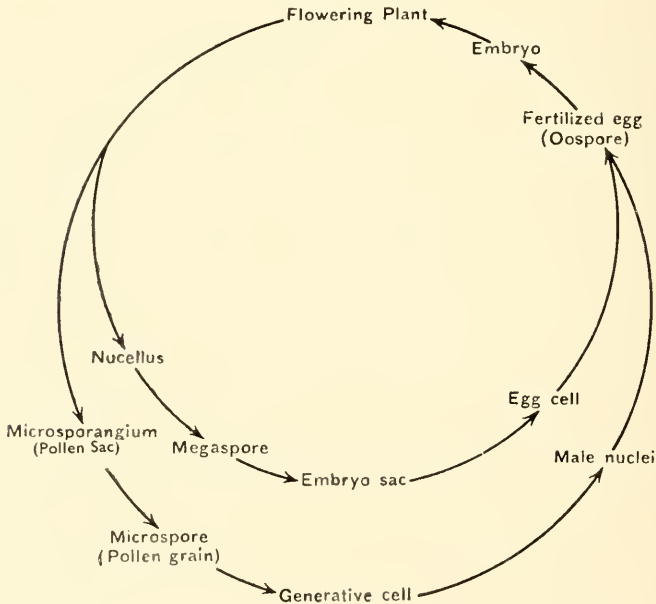 Flowering Plant
Embryo
Fertilized egg
(Oospore)
Nucellus
Egg cell
Microsporangium
(Pollen Sac)
Megaspore
Male nuclei
Embryo sac
Microspore
(Pollen grain)
Generative cell